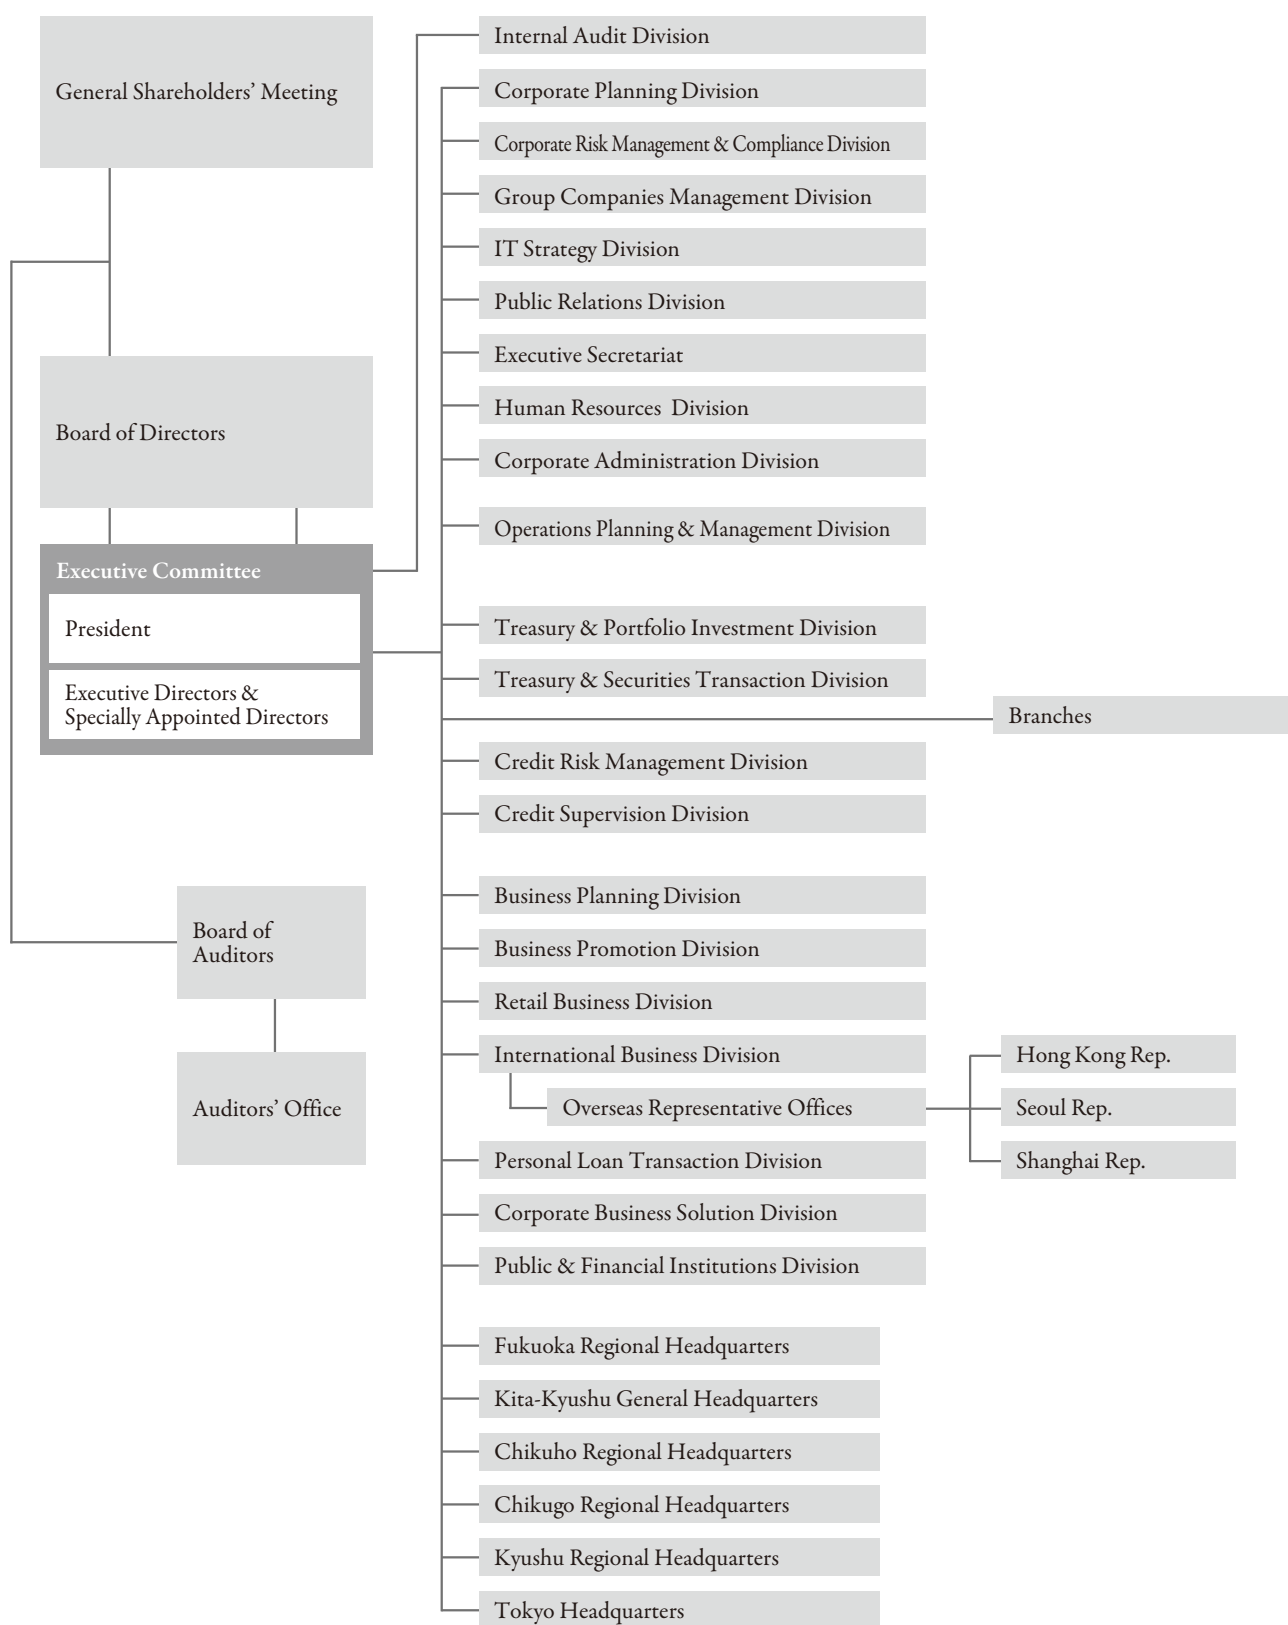 General Shareholders’ Meeting
Board of Directors
Executive Committee
President
Executive Directors &
Specially Appointed Directors
Board of
Auditors
Auditors’ Office
Internal Audit Division
Corporate Planning Division
Corporate Risk Management & Compliance Division
Group Companies Management Division
IT Strategy Division
Public Relations Division
Executive Secretariat
Human Resources Division
Corporate Administration Division
Operations Planning & Management Division
Treasury & Portfolio Investment Division
Treasury & Securities Transaction Division
Branches
Credit Risk Management Division
Credit Supervision Division
Business Planning Division
Business Promotion Division
Retail Business Division
International Business Division
Overseas Representative Offices
Hong Kong Rep.
Seoul Rep.
Shanghai Rep.
Personal Loan Transaction Division
Corporate Business Solution Division
Public & Financial Institutions Division
Fukuoka Regional Headquarters
Kita-Kyushu General Headquarters
Chikuho Regional Headquarters
Chikugo Regional Headquarters
Kyushu Regional Headquarters
Tokyo Headquarters